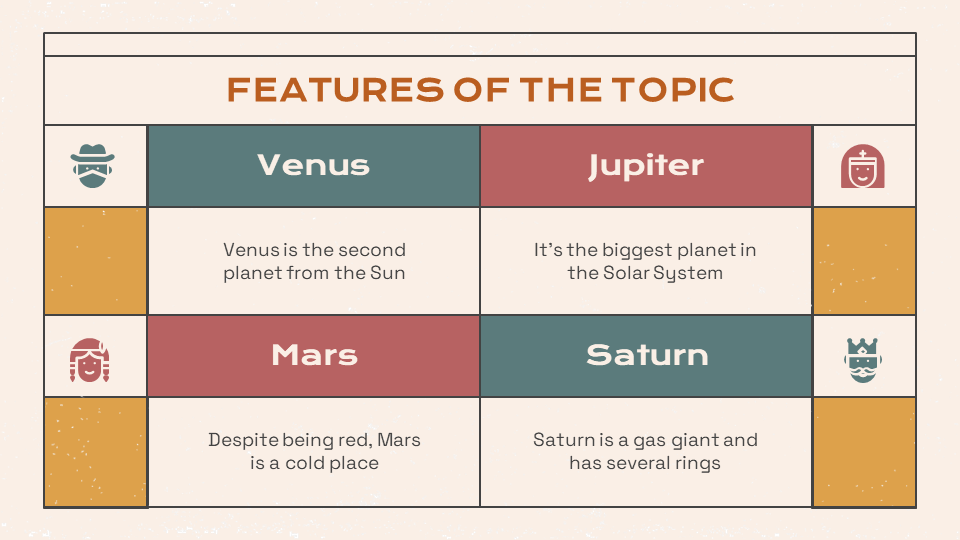 FEATURES OF THE TOPIC
Venus
Jupiter
Venus is the second
planet from the Sun
It's the biggest planet in
the Solar System
Mars
Saturn
Despite being red, Mars
is a cold place
Saturn is a gas giant and
has several rings